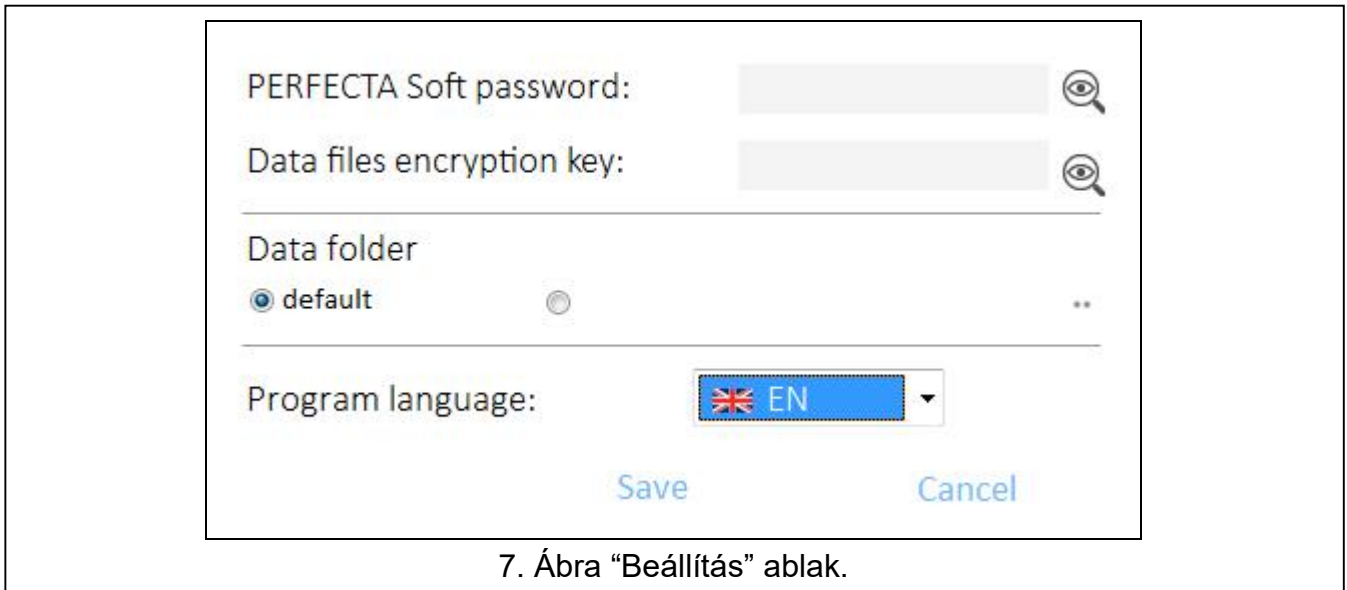 PERFECTA Soft password:
Data files encryption key:
Data folder
default
..
Program language:
EN
Save Cancel
7. Ábra “Beállítás” ablak.